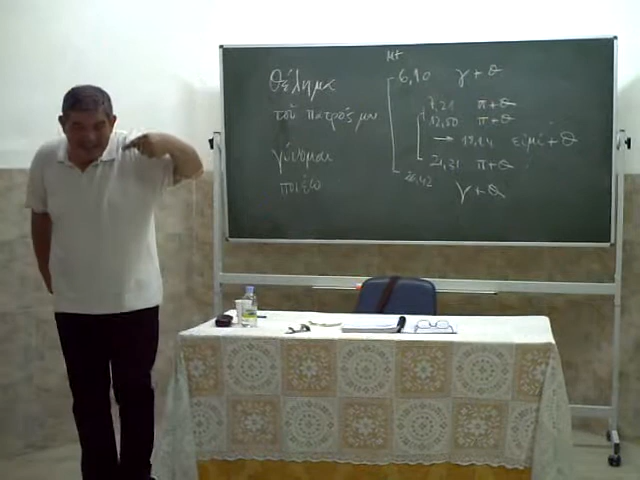 Θέλημα
τοῦ πατρός μου
γίνομαι
ποιέω
Mt
6,10 γ + θ
7,21 π + θ
12,50 π + θ
→ 18,14 εἰμί + θ
21,31 π + θ
26,42 γ + θ